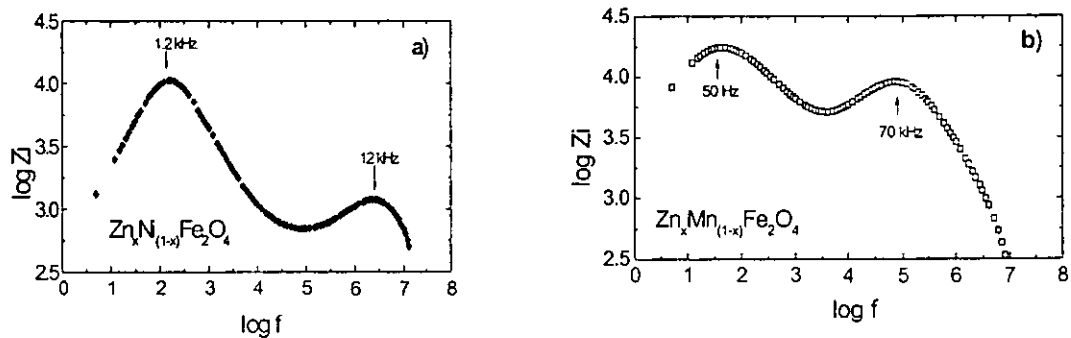 a)
1.2 kHz
12 kHz
4.5
4.0
3.5
3.0
2.5
log Zi
ZnₓN₍₁₋ₓ₎Fe₂O₄
0 1 2 3 4 5 6 7 8
log f
b)
50 Hz
70 kHz
4.5
4.0
3.5
3.0
2.5
log Zi
ZnₓMn₍₁₋ₓ₎Fe₂O₄
0 1 2 3 4 5 6 7 8
log f